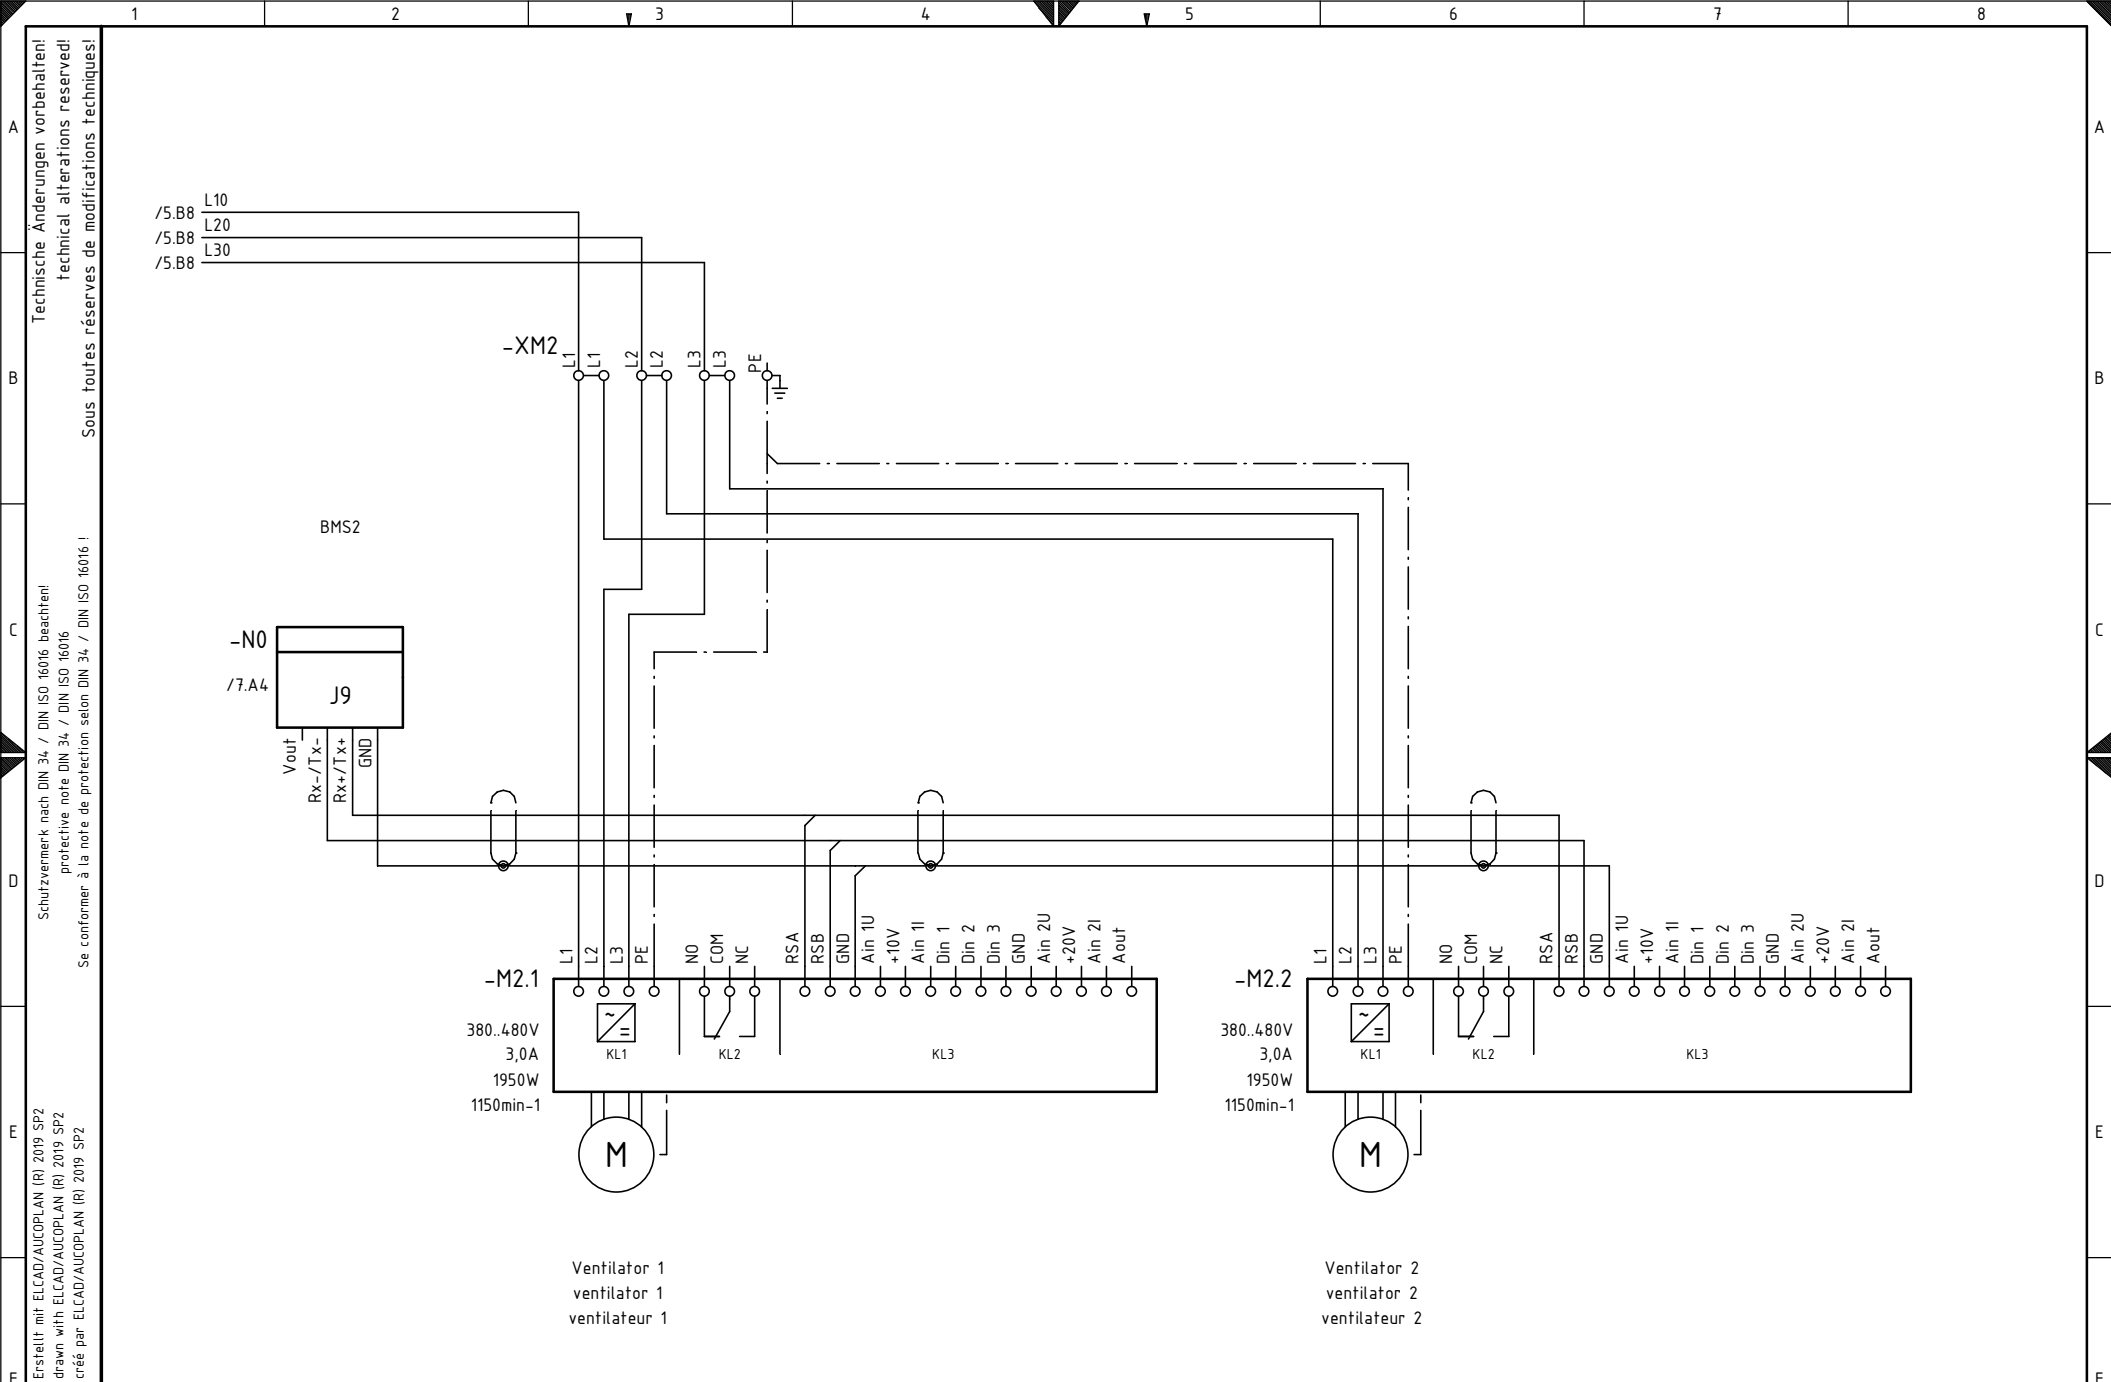 1 2 3 4 5 6 7 8
A A
B B
C C
D D
E E
F F
Technische Änderungen vorbehalten!
technical alterations reserved!
Sous toutes réserves de modifications techniques!
Schutzvermerk nach DIN 34 / DIN ISO 16016 beachten!
protective note DIN 34 / DIN ISO 16016
Se conformer à la note de protection selon DIN 34 / DIN ISO 16016 !
Erstellt mit ELCAD/AUCOPLAN (R) 2019 SP2
drawn with ELCAD/AUCOPLAN (R) 2019 SP2
créé par ELCAD/AUCOPLAN (R) 2019 SP2
/5.B8 L10
/5.B8 L20
/5.B8 L30
-XM2 L1 L1 L2 L2 L3 L3 PE
BMS2
-N0
/7.A4
J9
Vout Rx-/Tx- Rx+/Tx+ GND
L1 L2 L3 PE NO COM NC RSA RSB GND Ain 1U +10V Ain 1I Din 1 Din 2 Din 3 GND Ain 2U +20V Ain 2I Aout
-M2.1
380..480V
3,0A
1950W
1150min-1
~ =
KL1 KL2 KL3
M
Ventilator 1
ventilator 1
ventilateur 1
L1 L2 L3 PE NO COM NC RSA RSB GND Ain 1U +10V Ain 1I Din 1 Din 2 Din 3 GND Ain 2U +20V Ain 2I Aout
-M2.2
380..480V
3,0A
1950W
1150min-1
~ =
KL1 KL2 KL3
M
Ventilator 2
ventilator 2
ventilateur 2